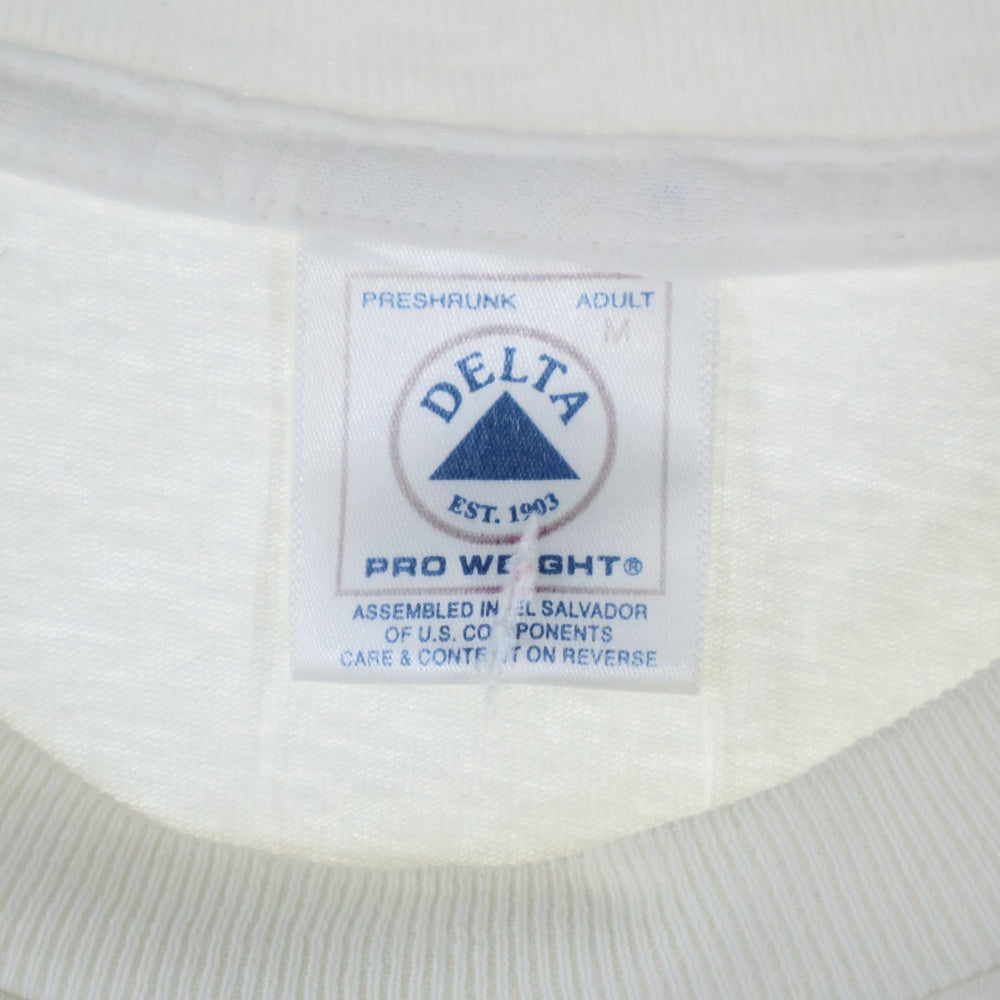 PRESHRUNK ADULT
M
DELTA
EST. 1903
PRO WEIGHT®
ASSEMBLED IN EL SALVADOR
OF U.S. COMPONENTS
CARE & CONTENT ON REVERSE